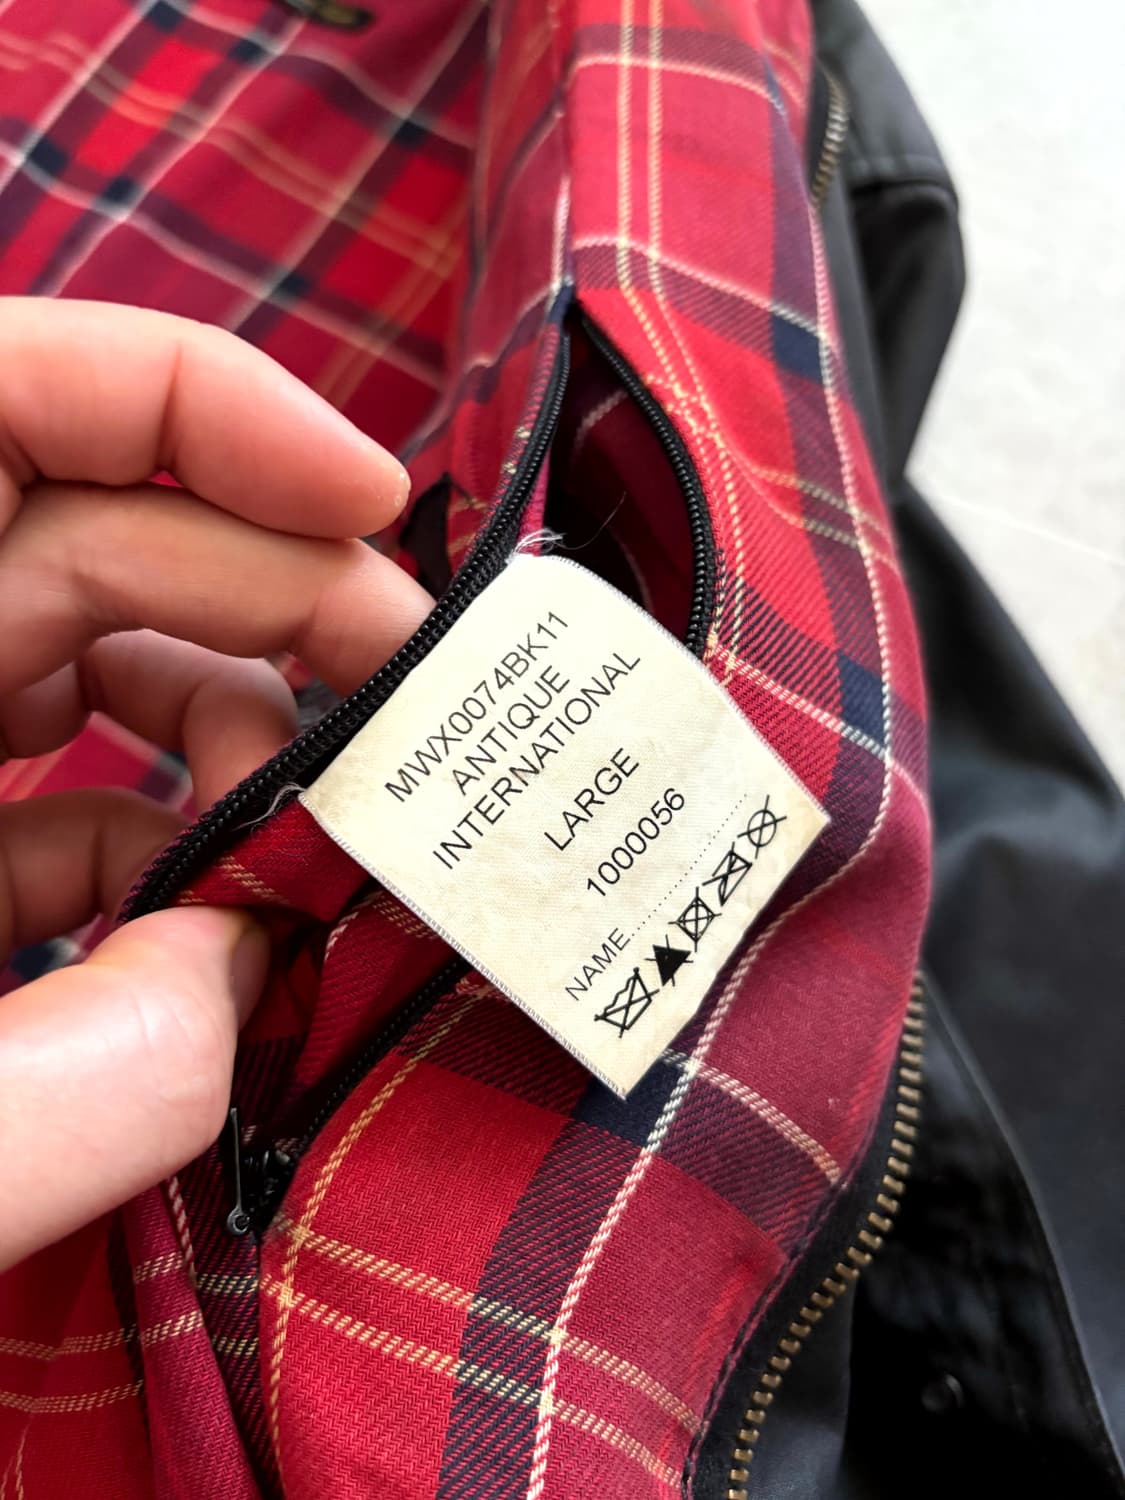 MWX0074BK11
ANTIQUE
INTERNATIONAL
LARGE
1000056
NAME....................